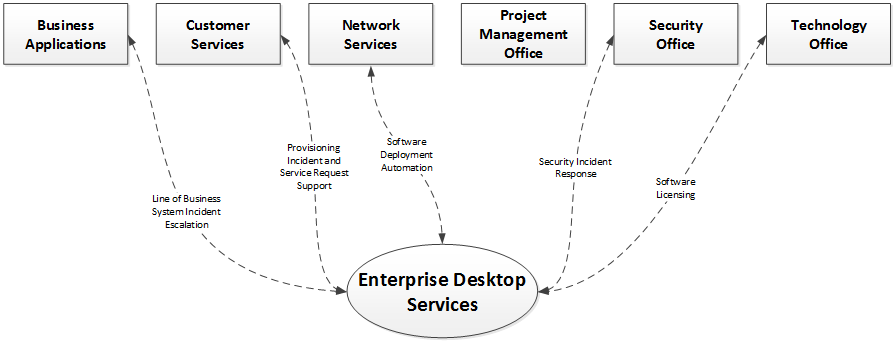 Business
Applications
Customer
Services
Network
Services
Project
Management
Office
Security
Office
Technology
Office
Provisioning
Incident and
Service Request
Support
Software
Deployment
Automation
Security Incident
Response
Software
Licensing
Line of Business
System Incident
Escalation
Enterprise Desktop
Services